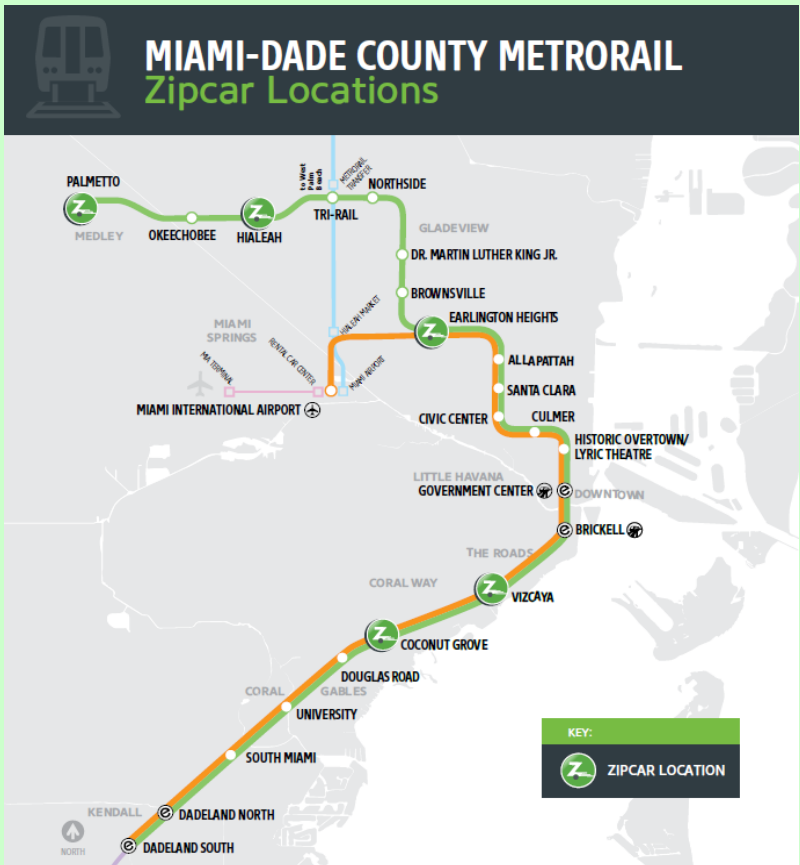 MIAMI-DADE COUNTY METRORAIL
Zipcar Locations
PALMETTO
MEDLEY
OKEECHOBEE
HIALEAH
to West
Palm
Beach
METRORAIL
TRANSFER
TRI-RAIL
NORTHSIDE
GLADEVIEW
DR. MARTIN LUTHER KING JR.
BROWNSVILLE
EARLINGTON HEIGHTS
MIAMI
SPRINGS
HIALEAH MARKET
MIA TERMINAL
RENTAL CAR CENTER
MIAMI AIRPORT
MIAMI INTERNATIONAL AIRPORT
ALLAPATTAH
SANTA CLARA
CIVIC CENTER
CULMER
HISTORIC OVERTOWN/
LYRIC THEATRE
LITTLE HAVANA
GOVERNMENT CENTER
DOWNTOWN
BRICKELL
THE ROADS
CORAL WAY
VIZCAYA
COCONUT GROVE
DOUGLAS ROAD
CORAL GABLES
UNIVERSITY
SOUTH MIAMI
KENDALL
DADELAND NORTH
DADELAND SOUTH
NORTH
KEY:
ZIPCAR LOCATION